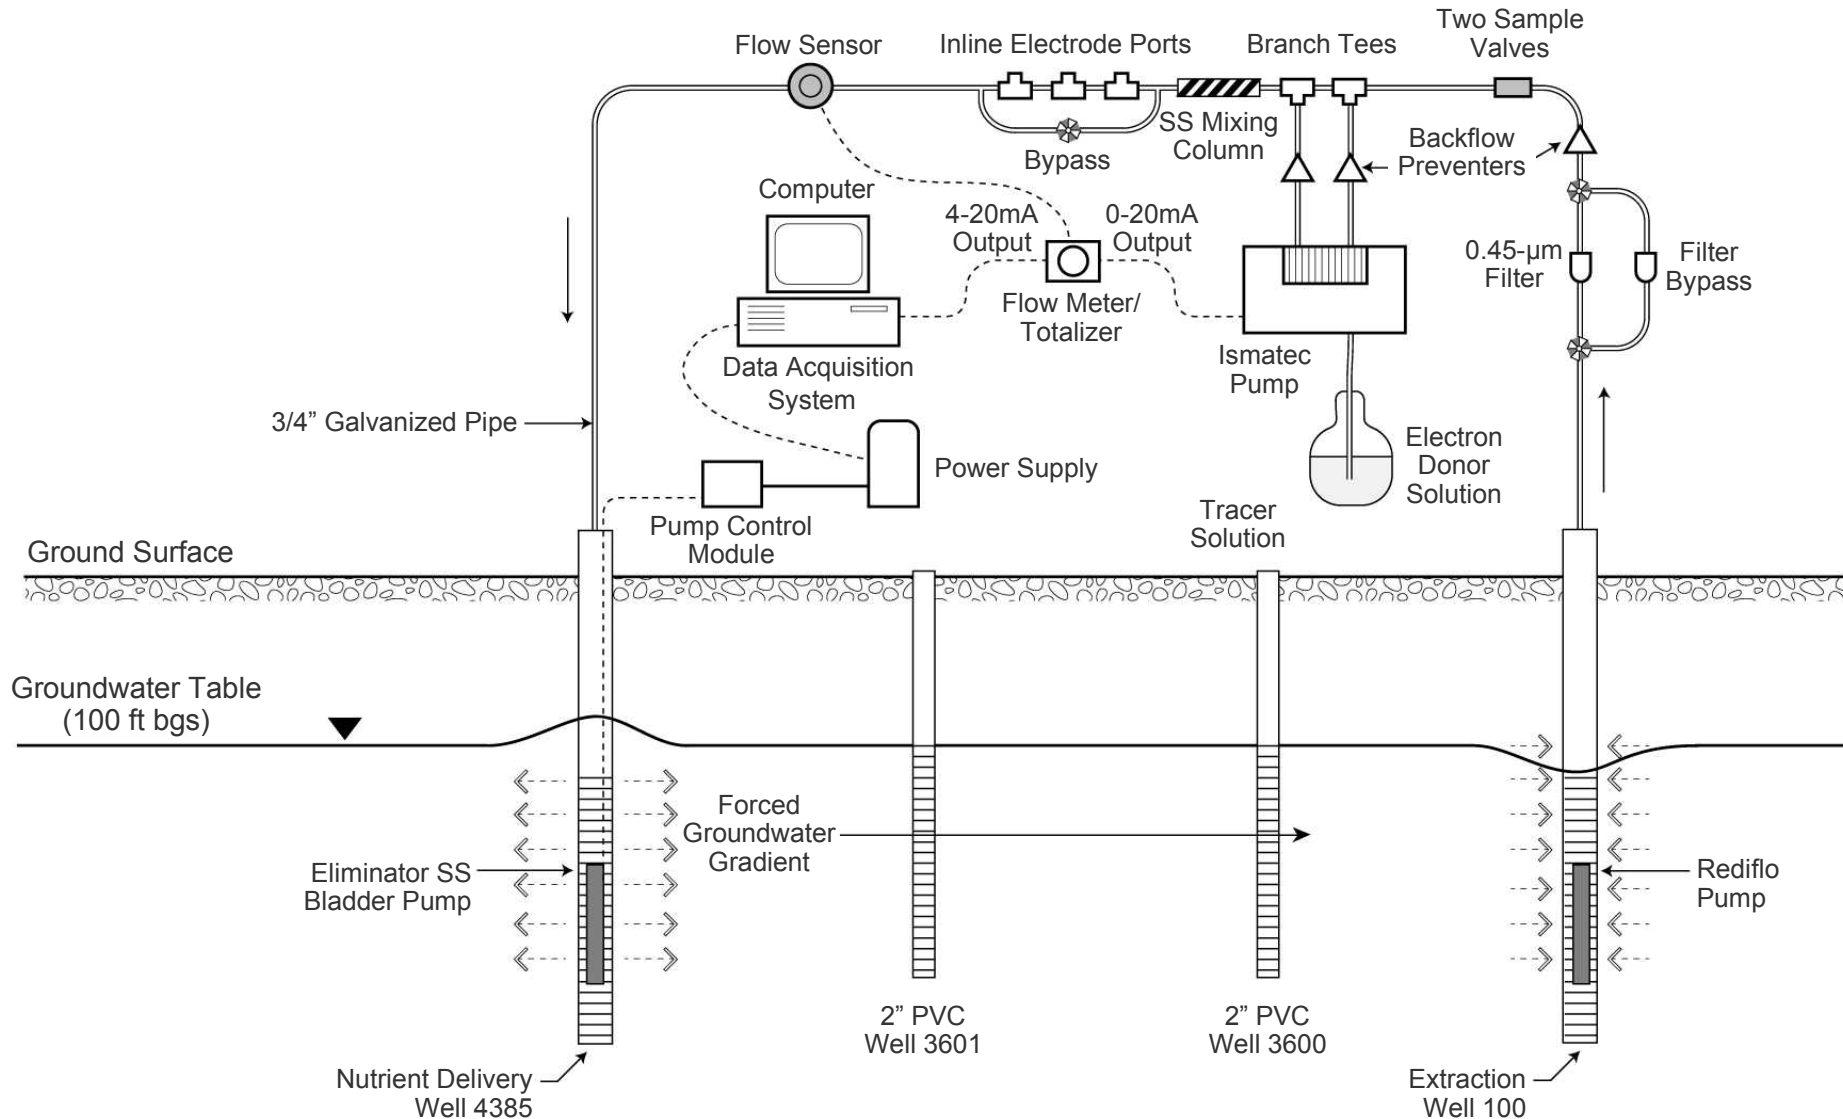 Flow Sensor
Inline Electrode Ports
Branch Tees
Two Sample
Valves
SS Mixing
Column
Bypass
Backflow
Preventers
Computer
4-20mA
Output
0-20mA
Output
0.45-µm
Filter
Filter
Bypass
Flow Meter/
Totalizer
Data Acquisition
System
Ismatec
Pump
3/4” Galvanized Pipe
Power Supply
Electron
Donor
Solution
Pump Control
Module
Tracer
Solution
Ground Surface
Groundwater Table
(100 ft bgs)
Forced
Groundwater
Gradient
Eliminator SS
Bladder Pump
Rediflo
Pump
2” PVC
Well 3601
2” PVC
Well 3600
Nutrient Delivery
Well 4385
Extraction
Well 100